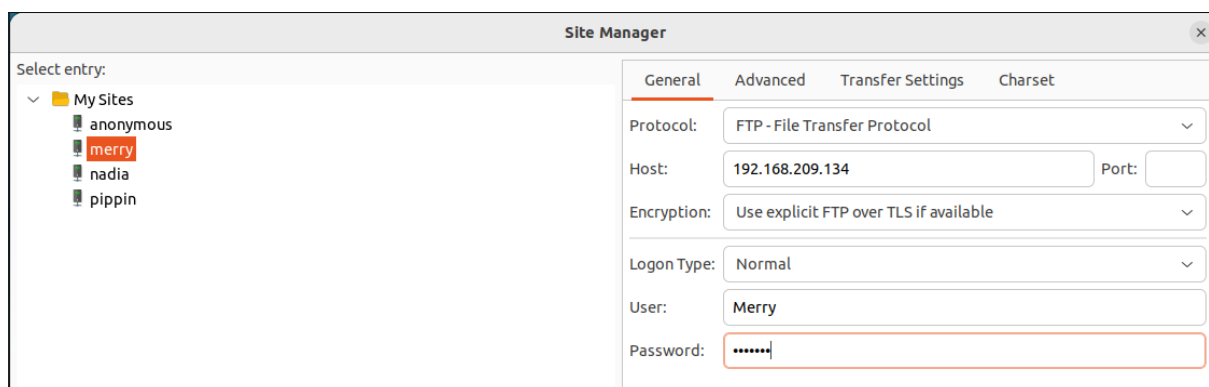 Site Manager
Select entry:
My Sites
anonymous
merry
nadia
pippin
General Advanced Transfer Settings Charset
Protocol: FTP - File Transfer Protocol
Host: 192.168.209.134 Port:
Encryption: Use explicit FTP over TLS if available
Logon Type: Normal
User: Merry
Password: •••••••